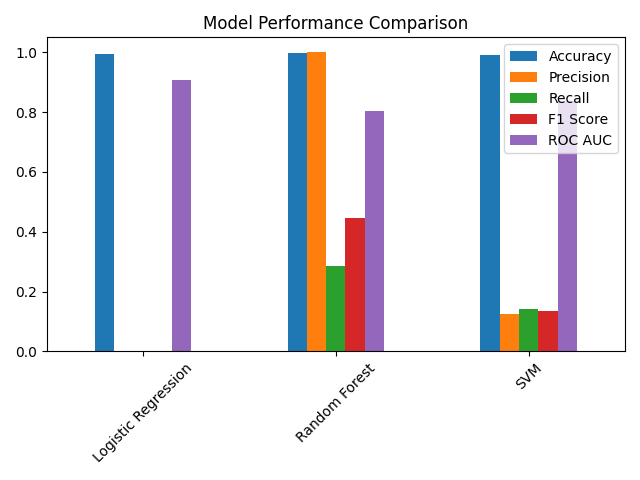 Model Performance Comparison
1.0
0.8
0.6
0.4
0.2
0.0
Accuracy
Precision
Recall
F1 Score
ROC AUC
Logistic Regression
Random Forest
SVM